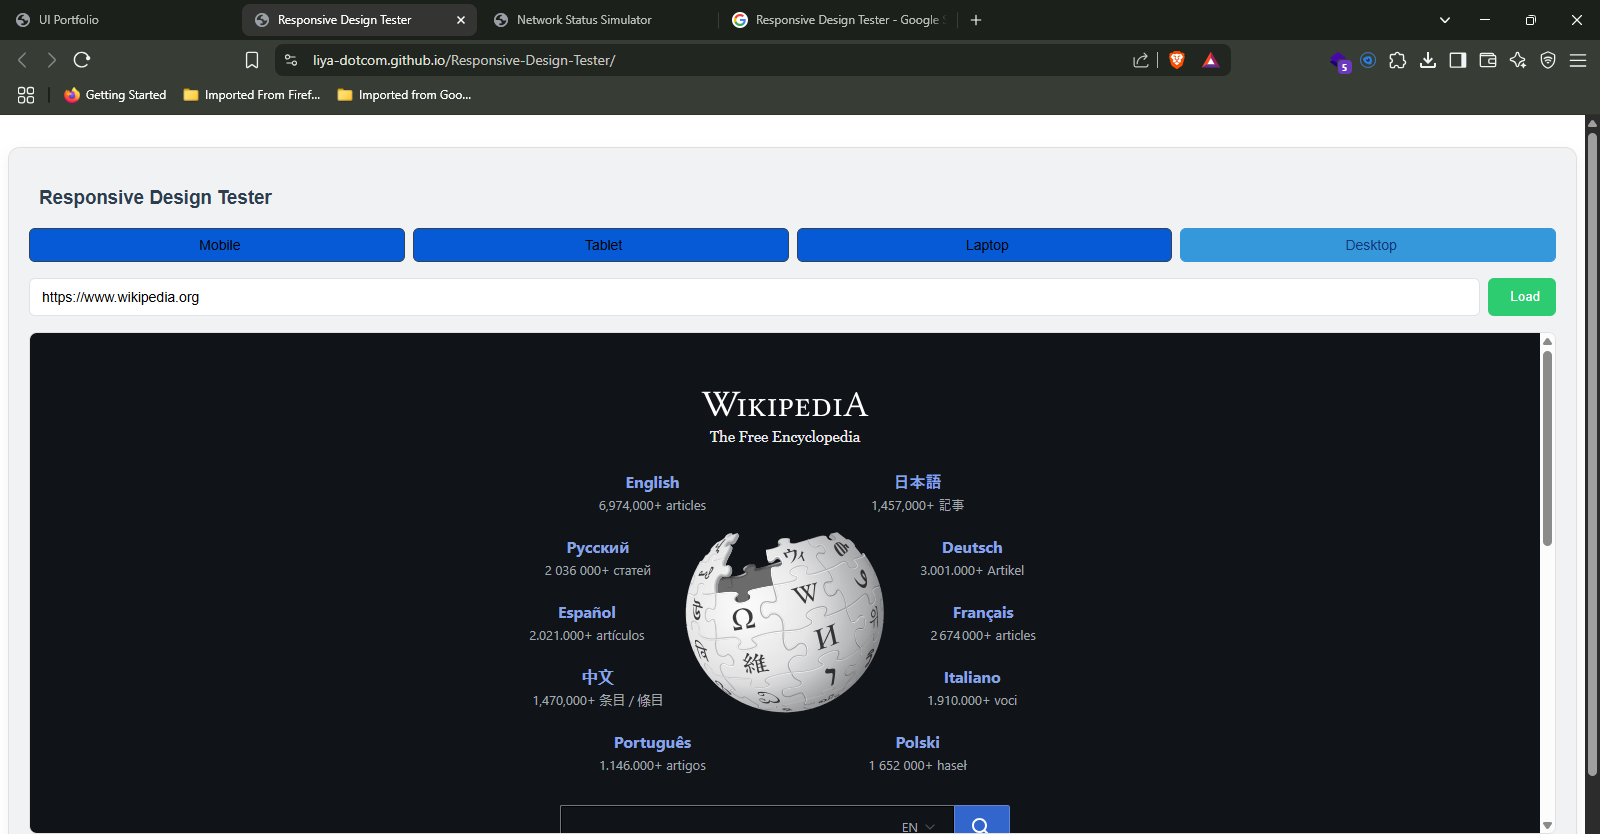 UI Portfolio
Responsive Design Tester
Network Status Simulator
Responsive Design Tester - Google
liya-dotcom.github.io/Responsive-Design-Tester/
5
Getting Started
Imported From Firef...
Imported from Goo...
Responsive Design Tester
Mobile
Tablet
Laptop
Desktop
https://www.wikipedia.org
Load
WIKIPEDIA
The Free Encyclopedia
English
6,974,000+ articles
日本語
1,457,000+ 記事
Русский
2 036 000+ статей
Deutsch
3.001.000+ Artikel
Español
2.021.000+ artículos
Français
2 674 000+ articles
中文
1,470,000+ 条目 / 條目
Italiano
1.910.000+ voci
Português
1.146.000+ artigos
Polski
1 652 000+ haseł
Ω
W
И
維
EN